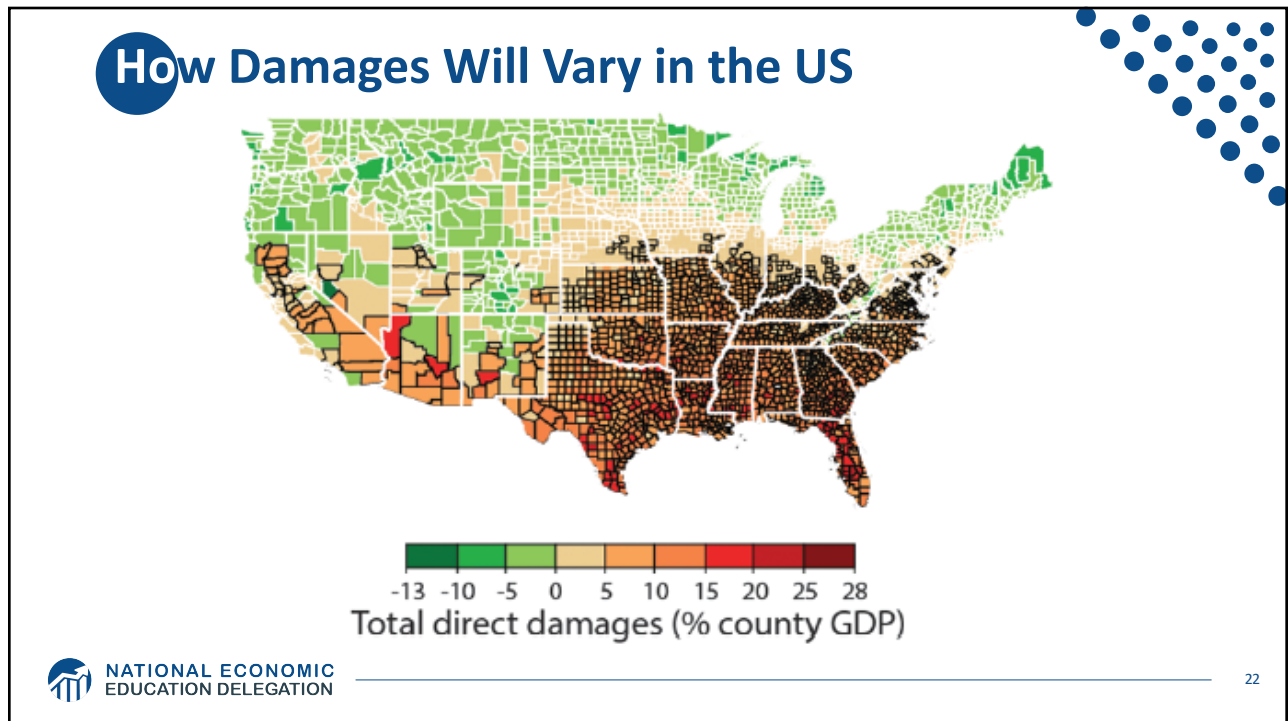 How Damages Will Vary in the US
-13 -10 -5 0 5 10 15 20 25 28
Total direct damages (% county GDP)
NATIONAL ECONOMIC
EDUCATION DELEGATION
22